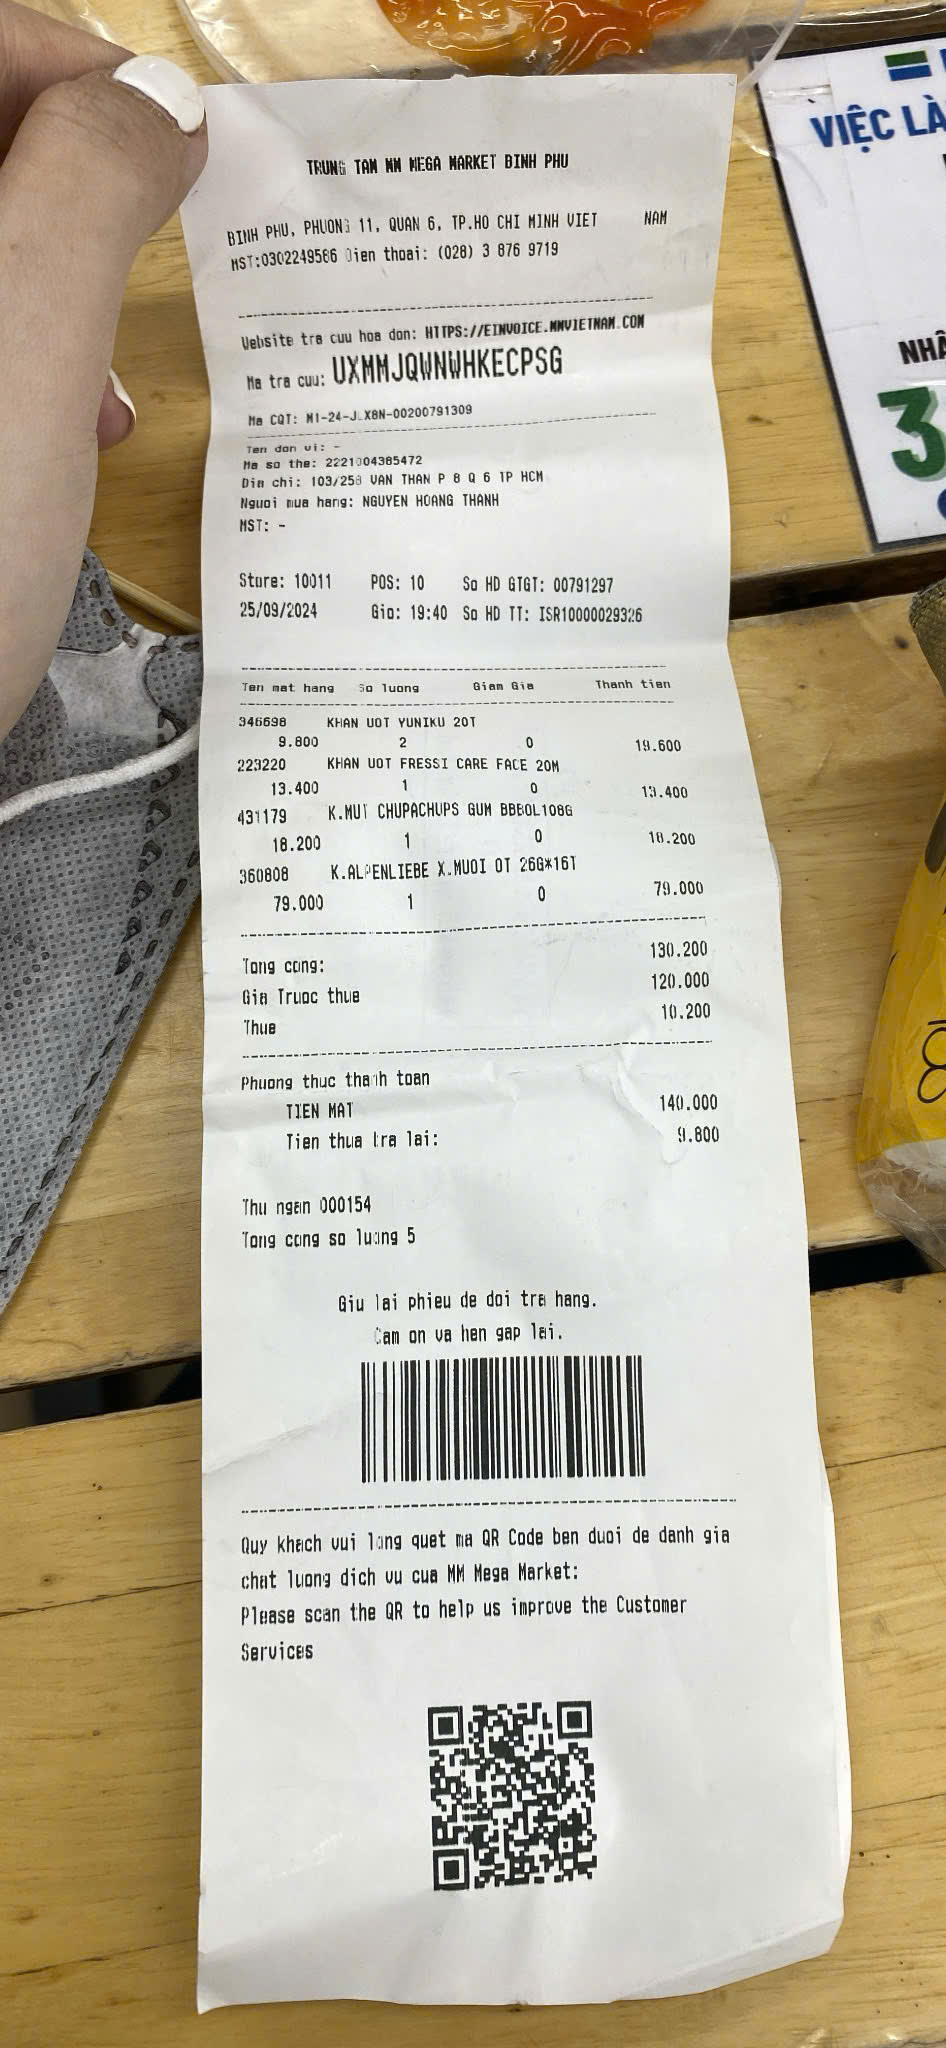 TRUNG TAM MM MEGA MARKET BINH PHU
BINH PHU, PHUONG 11, QUAN 6, TP.HO CHI MINH VIET NAM
MST:0302249586 Dien thoai: (028) 3 876 9719
Website tra cuu hoa don: HTTPS://EINVOICE.MMVIETNAM.COM
Ma tra cuu: UXMMJQWNWHKECPSG
Ma CQT: M1-24-JLX8N-00200791309
Ten don vi: -
Ma so the: 2221004385472
Dia chi: 103/258 VAN THAN P 8 Q 6 TP HCM
Nguoi mua hang: NGUYEN HOANG THANH
MST: -
Store: 10011 POS: 10 So HD GTGT: 00791297
25/09/2024 Gio: 19:40 So HD TT: ISR10000029326
Ten mat hang So luong Giam Gia Thanh tien
346698 KHAN UOT YUNIKU 20T
9.800 2 0 19.600
223220 KHAN UOT FRESSI CARE FACE 20M
13.400 1 0 13.400
431179 K.MUT CHUPACHUPS GUM BBBOL108G
18.200 1 0 18.200
360808 K.ALPENLIEBE X.MUOI OT 26G*16T
79.000 1 0 79.000
Tong cong: 130.200
Gia Truoc thue 120.000
Thue 10.200
Phuong thuc thanh toan
TIEN MAT 140.000
Tien thua tra lai: 9.800
Thu ngan 000154
Tong cong so luong 5
Giu lai phieu de doi tra hang.
Cam on va hen gap lai.
Quy khach vui long quet ma QR Code ben duoi de danh gia
chat luong dich vu cua MM Mega Market:
Please scan the QR to help us improve the Customer
Services
VIỆC LÀ
3